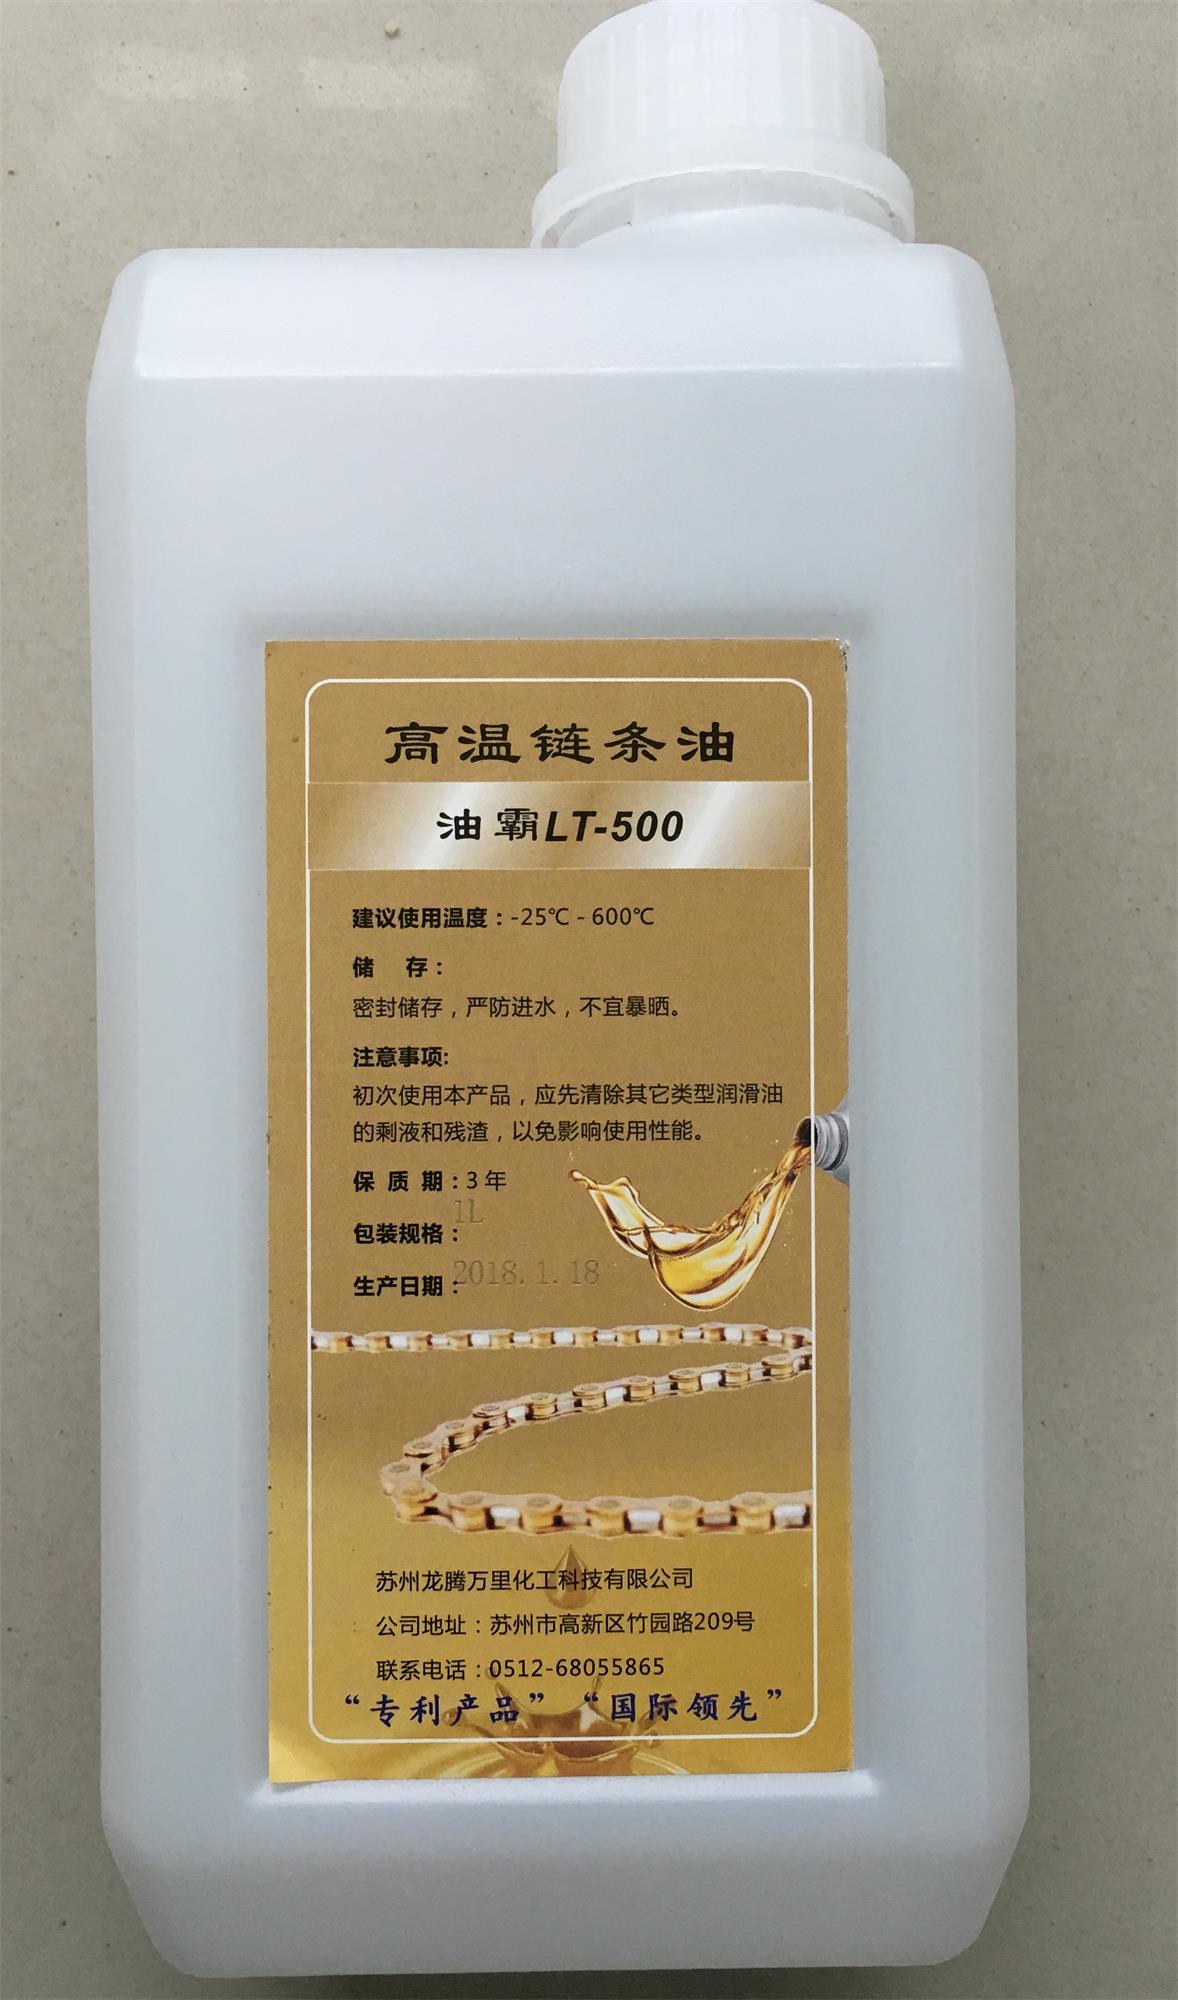 高温链条油
油霸LT-500
建议使用温度：-25℃ - 600℃
储 存：
密封储存，严防进水，不宜暴晒。
注意事项:
初次使用本产品，应先清除其它类型润滑油
的剩液和残渣，以免影响使用性能。
保 质 期：3 年
包装规格： 1L
生产日期： 2018. 1. 18
苏州龙腾万里化工科技有限公司
公司地址：苏州市高新区竹园路209号
联系电话：0512-68055865
“专利产品” “国际领先”